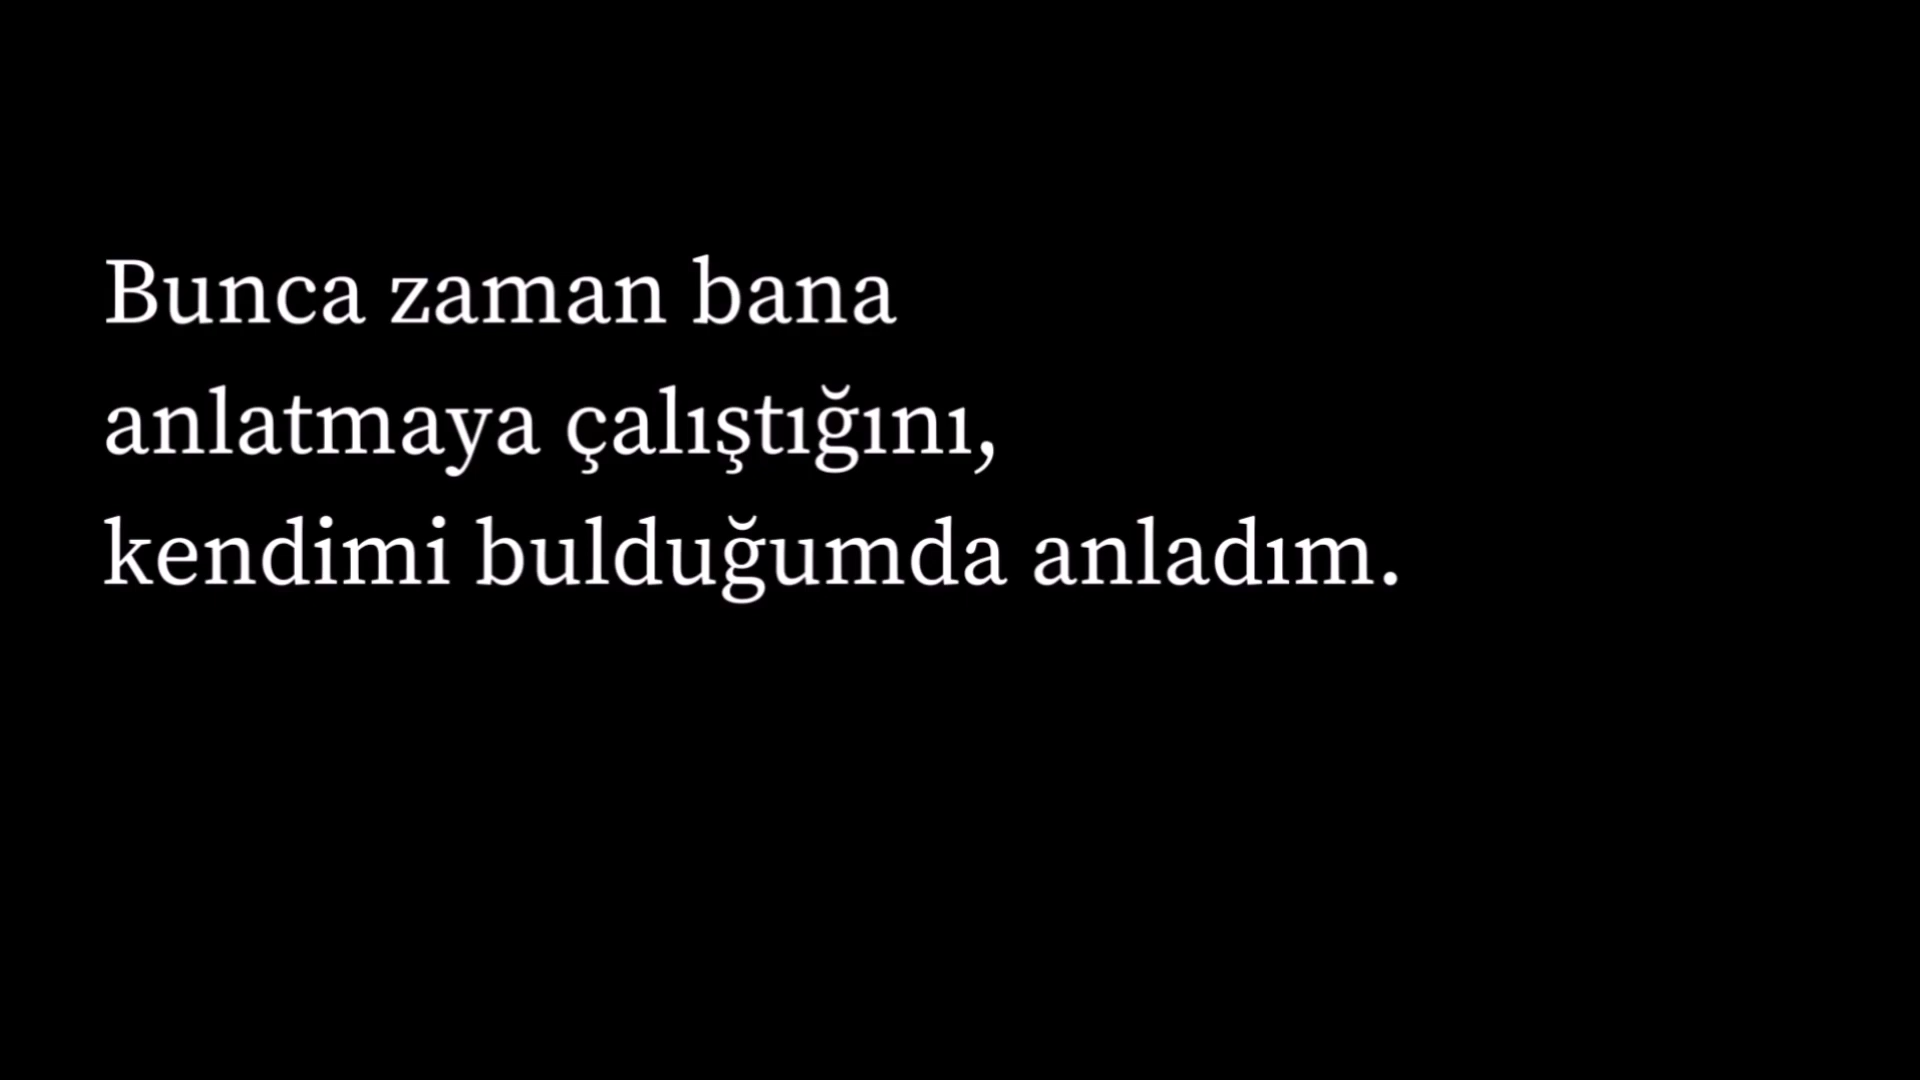 Bunca zaman bana
anlatmaya çalıştığını,
kendimi bulduğumda anladım.